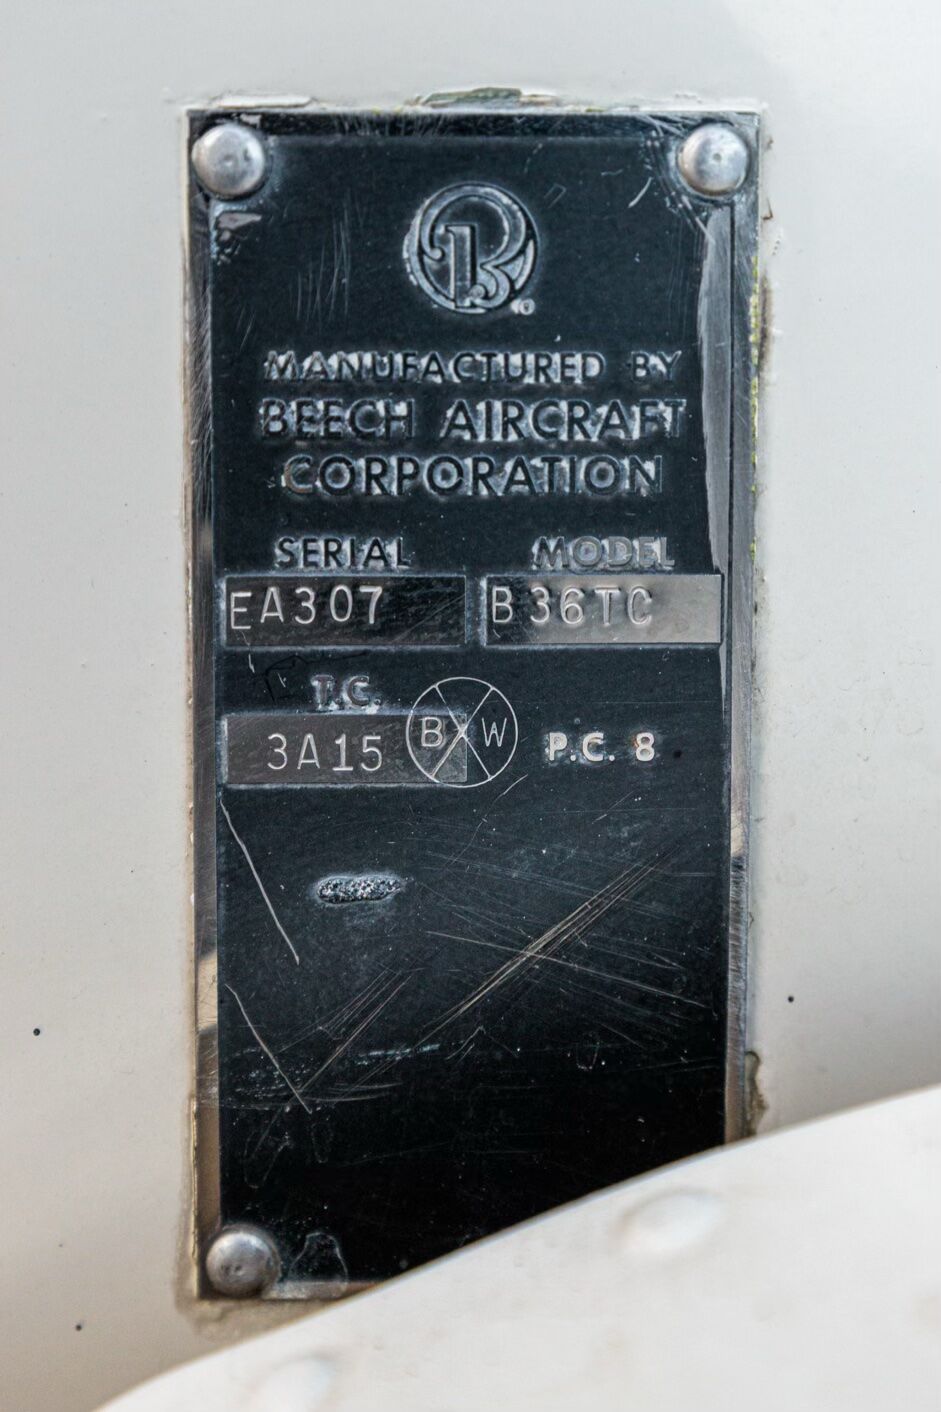 B
MANUFACTURED BY
BEECH AIRCRAFT
CORPORATION
SERIAL MODEL
EA307 B36TC
T.C.
3A15 B W P.C. 8